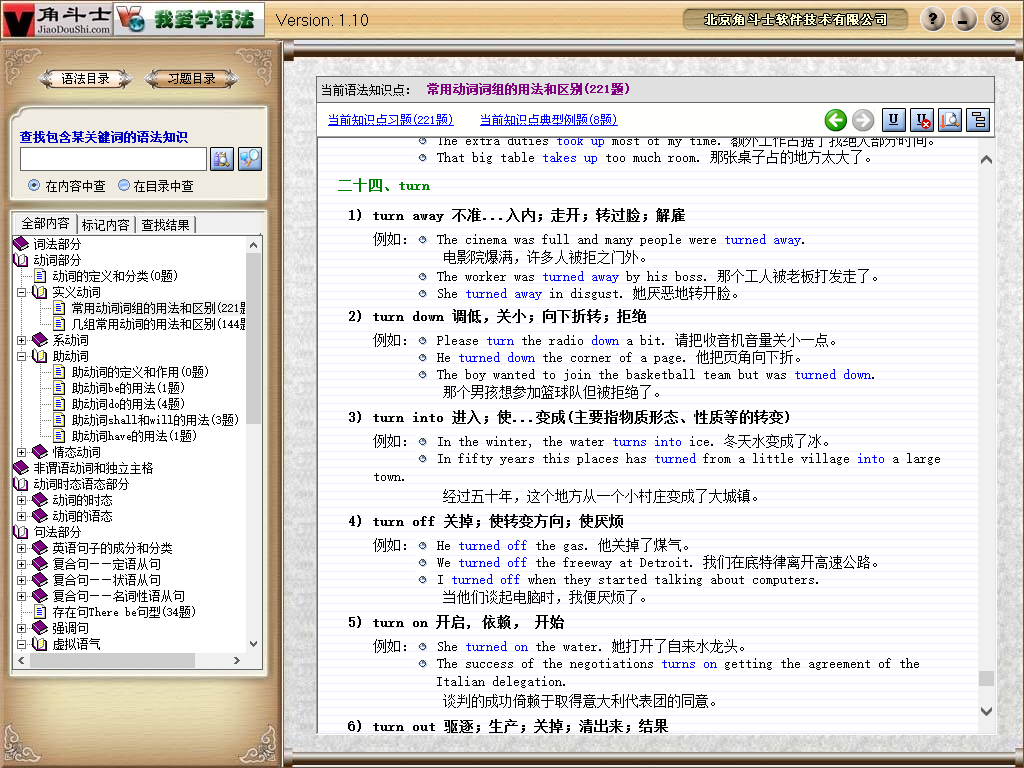 角斗士
JiaoDouShi.com
我爱学语法
Version: 1.10
北京角斗士软件技术有限公司
语法目录
习题目录
查找包含某关键词的语法知识
在内容中查
在目录中查
全部内容
标记内容
查找结果
词法部分
动词部分
动词的定义和分类(0题)
实义动词
常用动词词组的用法和区别(221题
几组常用动词的用法和区别(144题
系动词
助动词
助动词的定义和作用(0题)
助动词be的用法(1题)
助动词do的用法(4题)
助动词shall和will的用法(3题)
助动词have的用法(1题)
情态动词
非谓语动词和独立主格
动词时态语态部分
动词的时态
动词的语态
句法部分
英语句子的成分和分类
复合句——定语从句
复合句——状语从句
复合句——名词性语从句
存在句There be句型(34题)
强调句
虚拟语气
当前语法知识点： 常用动词词组的用法和区别(221题)
当前知识点习题(221题) 当前知识点典型例题(8题)
The extra duties took up most of my time. 额外工作占据了我绝大部分时间。
That big table takes up too much room. 那张桌子占的地方太大了。
二十四、turn
1) turn away 不准...入内；走开；转过脸；解雇
例如： The cinema was full and many people were turned away.
电影院爆满，许多人被拒之门外。
The worker was turned away by his boss. 那个工人被老板打发走了。
She turned away in disgust. 她厌恶地转开脸。
2) turn down 调低，关小；向下折转；拒绝
例如： Please turn the radio down a bit. 请把收音机音量关小一点。
He turned down the corner of a page. 他把页角向下折。
The boy wanted to join the basketball team but was turned down.
那个男孩想参加篮球队但被拒绝了。
3) turn into 进入；使...变成(主要指物质形态、性质等的转变)
例如： In the winter, the water turns into ice. 冬天水变成了冰。
In fifty years this places has turned from a little village into a large
town.
经过五十年，这个地方从一个小村庄变成了大城镇。
4) turn off 关掉；使转变方向；使厌烦
例如： He turned off the gas. 他关掉了煤气。
We turned off the freeway at Detroit. 我们在底特律离开高速公路。
I turned off when they started talking about computers.
当他们谈起电脑时，我便厌烦了。
5) turn on 开启，依赖， 开始
例如： She turned on the water. 她打开了自来水龙头。
The success of the negotiations turns on getting the agreement of the
Italian delegation.
谈判的成功倚赖于取得意大利代表团的同意。
6) turn out 驱逐；生产；关掉；清出来；结果